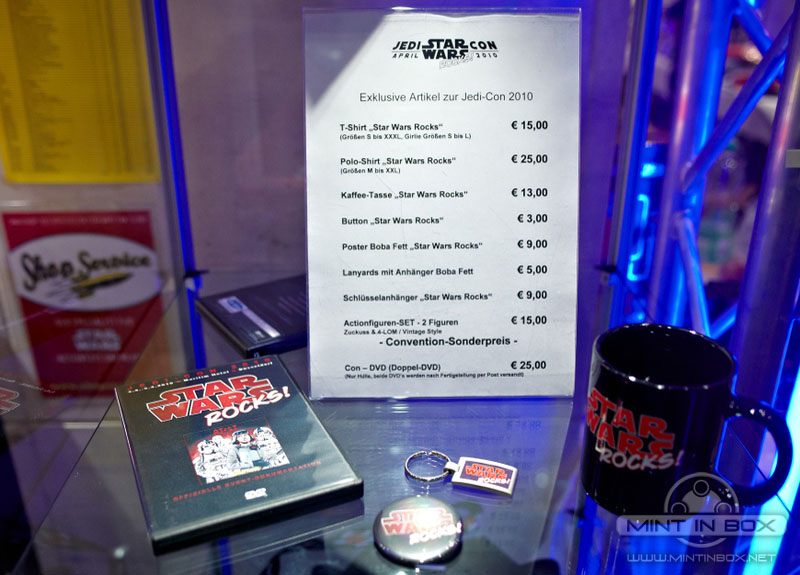 JEDI STAR CON
APRIL WARS 2010
ROCKS!
Exklusive Artikel zur Jedi-Con 2010
T-Shirt „Star Wars Rocks“ € 15,00
(Größen S bis XXXL, Girlie Größen S bis L)
Polo-Shirt „Star Wars Rocks“ € 25,00
(Größen M bis XXL)
Kaffee-Tasse „Star Wars Rocks“ € 13,00
Button „Star Wars Rocks“ € 3,00
Poster Boba Fett „Star Wars Rocks“ € 9,00
Lanyards mit Anhänger Boba Fett € 5,00
Schlüsselanhänger „Star Wars Rocks“ € 9,00
Actionfiguren-SET - 2 Figuren € 15,00
Zuckuss & 4-LOM / Vintage Style
- Convention-Sonderpreis -
Con – DVD (Doppel-DVD) € 25,00
(Nur Hülle, beide DVD's werden nach Fertigstellung per Post versandt)
Shop Service
STAR
WARS
ROCKS!
OFFIZIELLE EVENT-DOKUMENTATION
DVD
STAR
WARS
ROCKS!
STAR
WARS
ROCKS!
STAR
WARS
ROCKS!
MINT IN BOX
WWW.MINTINBOX.NET